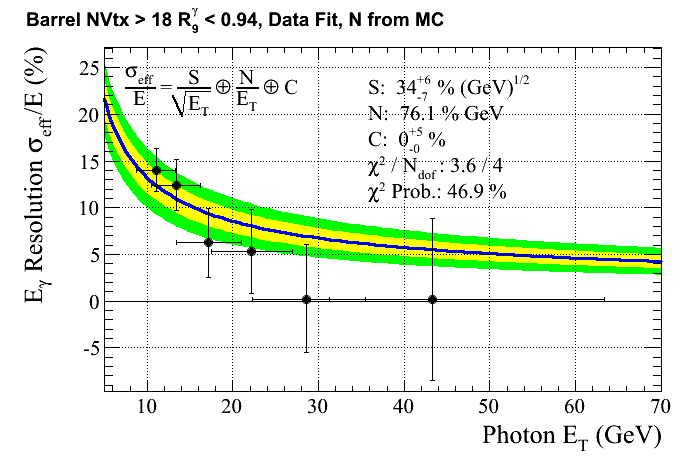 Barrel NVtx > 18 R₉^γ < 0.94, Data Fit, N from MC
E_γ Resolution σ_eff/E (%)
σ_eff/E = S/√E_T ⊕ N/E_T ⊕ C
S: 34 +6 -7 % (GeV)^1/2
N: 76.1 % GeV
C: 0 +5 -0 %
χ² / N_dof : 3.6 / 4
χ² Prob.: 46.9 %
25
20
15
10
5
0
-5
10 20 30 40 50 60 70
Photon E_T (GeV)